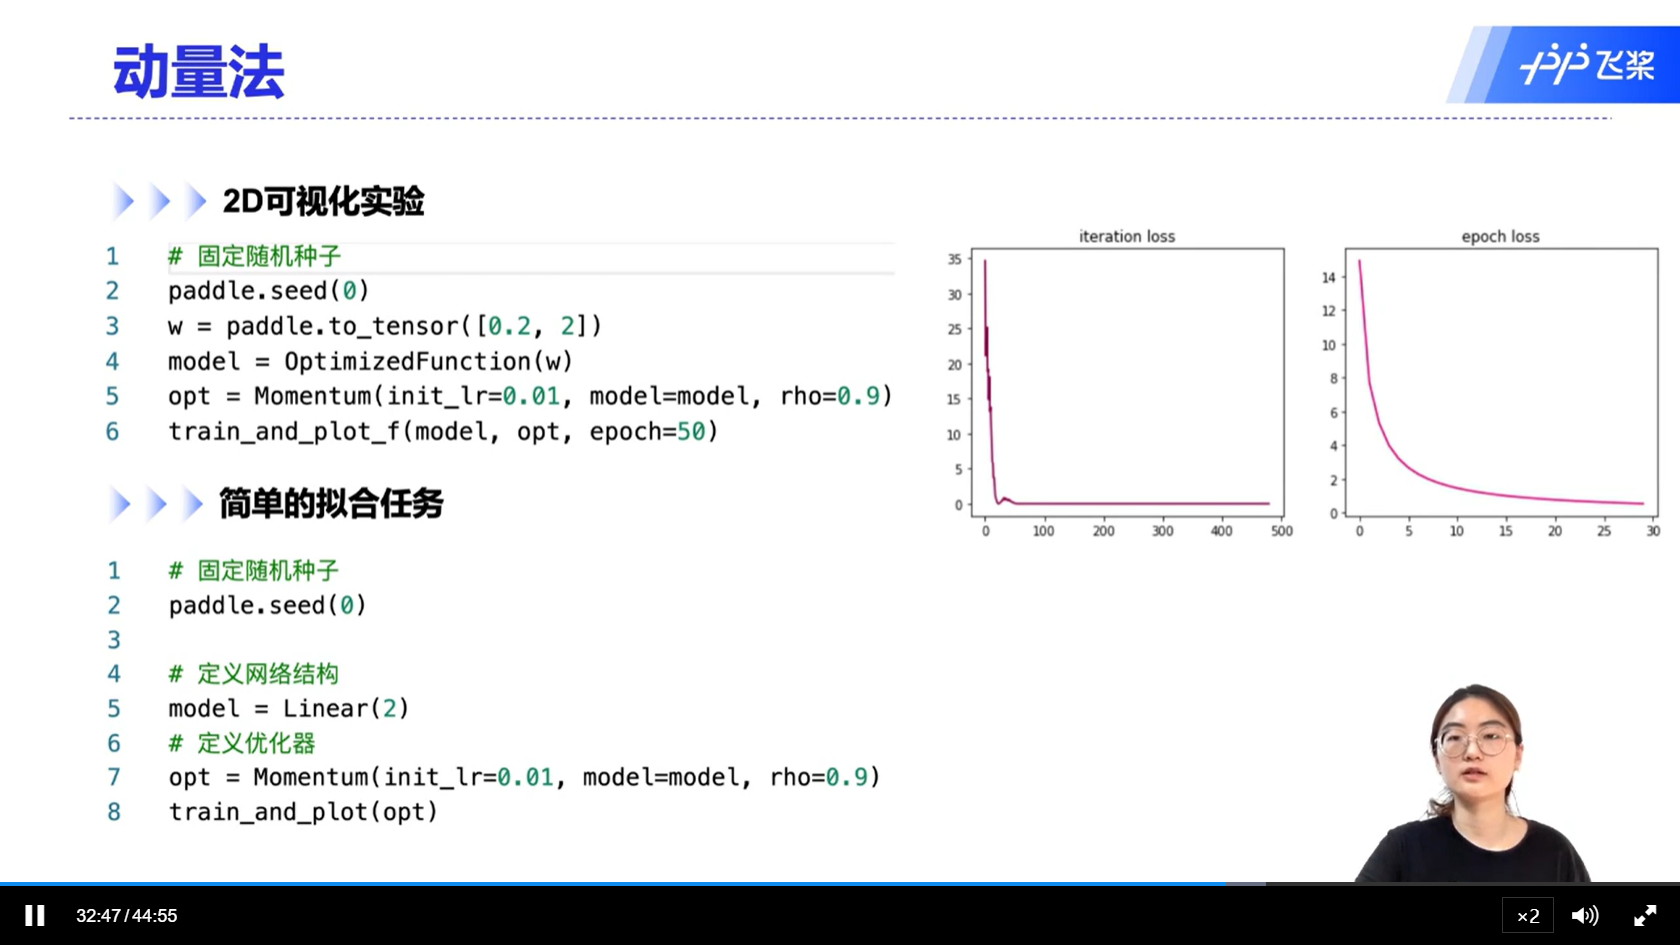 动量法
飞桨
2D可视化实验
1 # 固定随机种子
2 paddle.seed(0)
3 w = paddle.to_tensor([0.2, 2])
4 model = OptimizedFunction(w)
5 opt = Momentum(init_lr=0.01, model=model, rho=0.9)
6 train_and_plot_f(model, opt, epoch=50)
简单的拟合任务
1 # 固定随机种子
2 paddle.seed(0)
3
4 # 定义网络结构
5 model = Linear(2)
6 # 定义优化器
7 opt = Momentum(init_lr=0.01, model=model, rho=0.9)
8 train_and_plot(opt)
iteration loss
35
30
25
20
15
10
5
0
0 100 200 300 400 500
epoch loss
14
12
10
8
6
4
2
0
0 5 10 15 20 25 30
32:47/44:55
×2